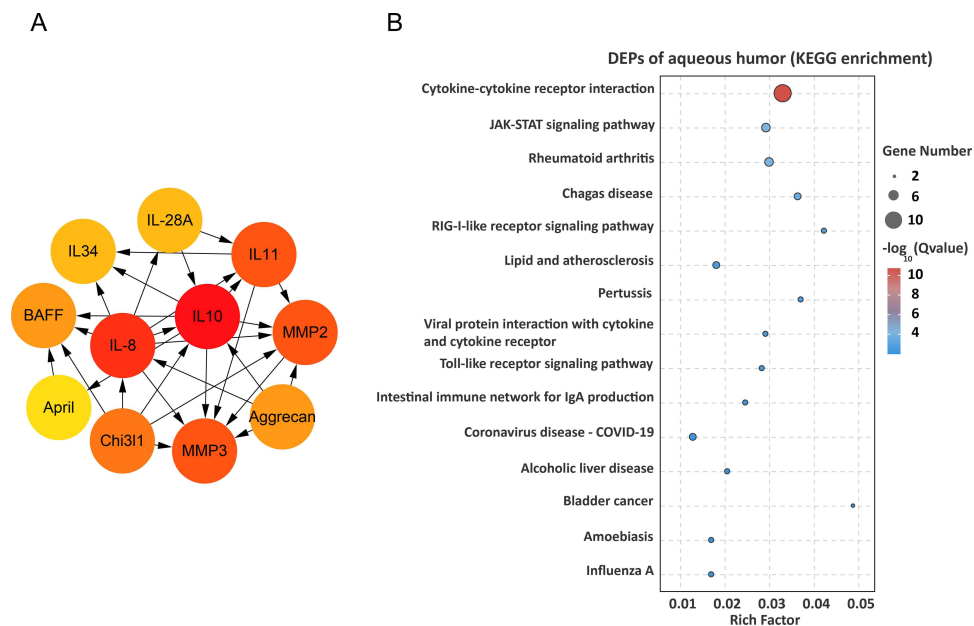 A
B
IL-28A
IL34
IL11
BAFF
IL10
IL-8
MMP2
April
Aggrecan
Chi3l1
MMP3
DEPs of aqueous humor (KEGG enrichment)
Cytokine-cytokine receptor interaction
JAK-STAT signaling pathway
Rheumatoid arthritis
Chagas disease
RIG-I-like receptor signaling pathway
Lipid and atherosclerosis
Pertussis
Viral protein interaction with cytokine
and cytokine receptor
Toll-like receptor signaling pathway
Intestinal immune network for IgA production
Coronavirus disease - COVID-19
Alcoholic liver disease
Bladder cancer
Amoebiasis
Influenza A
0.01 0.02 0.03 0.04 0.05
Rich Factor
Gene Number
2
6
10
-log10(Qvalue)
10
8
6
4